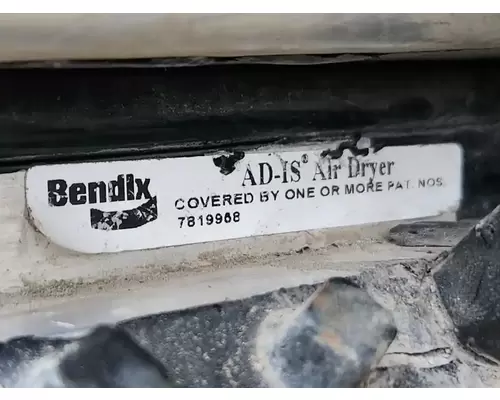 Bendix
AD-IS® Air Dryer
COVERED BY ONE OR MORE PAT. NOS.
7819968